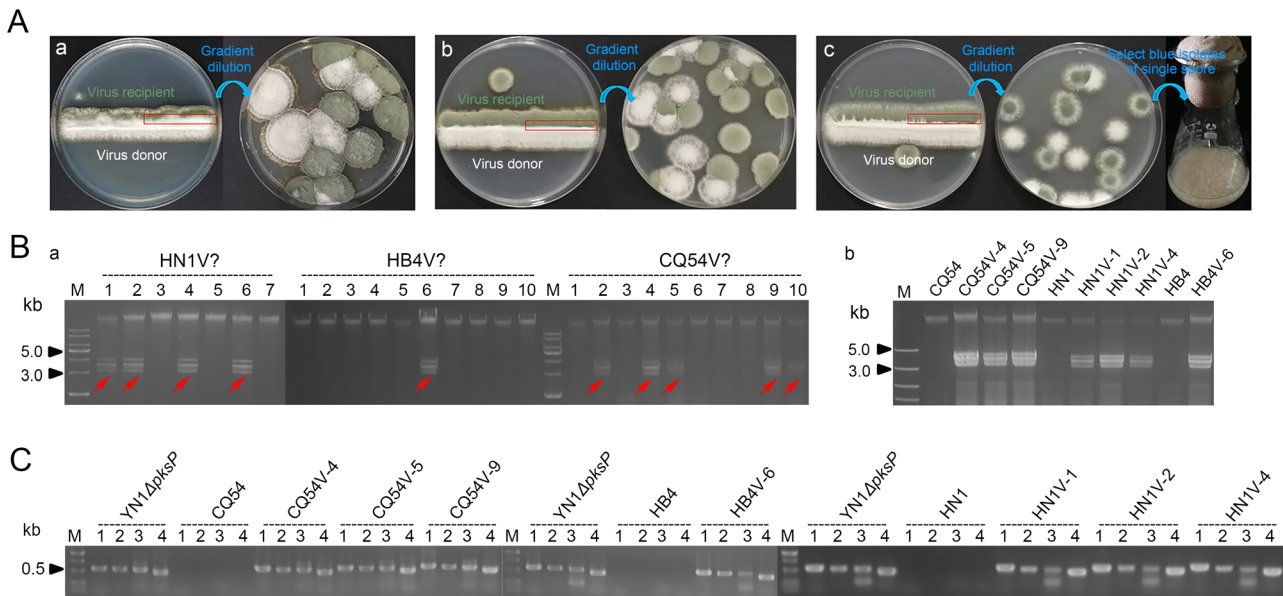 A
a
Gradient
dilution
Virus recipient
Virus donor
b
Gradient
dilution
Virus recipient
Virus donor
c
Gradient
dilution
Select blue isolates
of single spore
Virus recipient
Virus donor
B
a
HN1V?
HB4V?
CQ54V?
M 1 2 3 4 5 6 7 1 2 3 4 5 6 7 8 9 10 M 1 2 3 4 5 6 7 8 9 10
kb
5.0
3.0
b
M CQ54 CQ54V-4 CQ54V-5 CQ54V-9 HN1 HN1V-1 HN1V-2 HN1V-4 HB4 HB4V-6
kb
5.0
3.0
C
YN1ΔpksP CQ54 CQ54V-4 CQ54V-5 CQ54V-9 YN1ΔpksP HB4 HB4V-6 YN1ΔpksP HN1 HN1V-1 HN1V-2 HN1V-4
kb
M 1 2 3 4 1 2 3 4 1 2 3 4 1 2 3 4 1 2 3 4 M 1 2 3 4 1 2 3 4 1 2 3 4 M 1 2 3 4 1 2 3 4 1 2 3 4 1 2 3 4 1 2 3 4
0.5